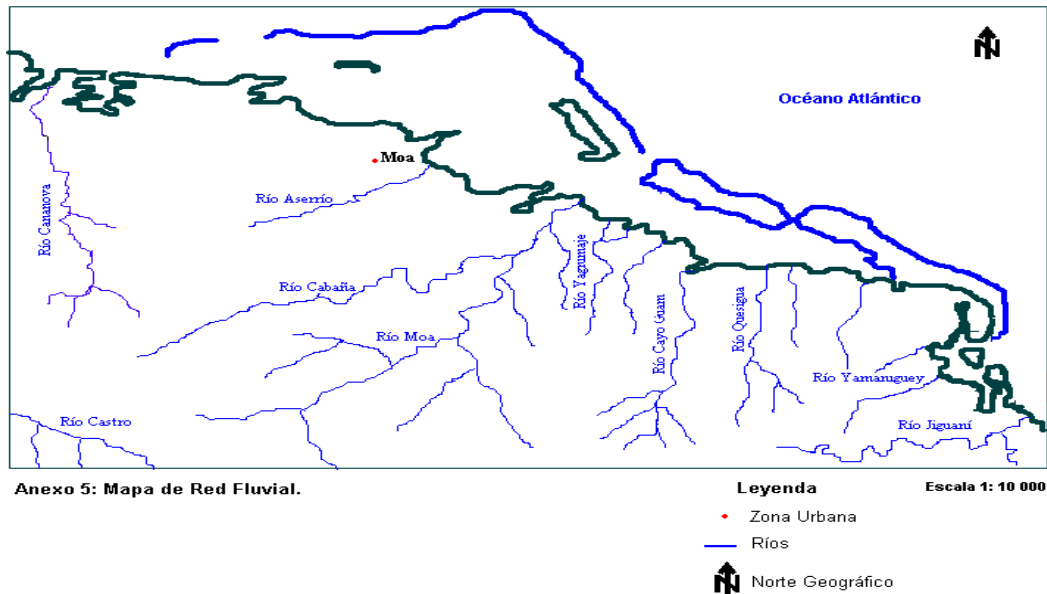 Océano Atlántico
Moa
Río Aserrío
Río Cananova
Río Yagrumaje
Río Cabaña
Río Moa
Río Cayo Guam
Río Quesigua
Río Yamanuguey
Río Castro
Río Jiguaní
Anexo 5: Mapa de Red Fluvial.
Leyenda
Escala 1: 10 000
Zona Urbana
Ríos
N
Norte Geográfico